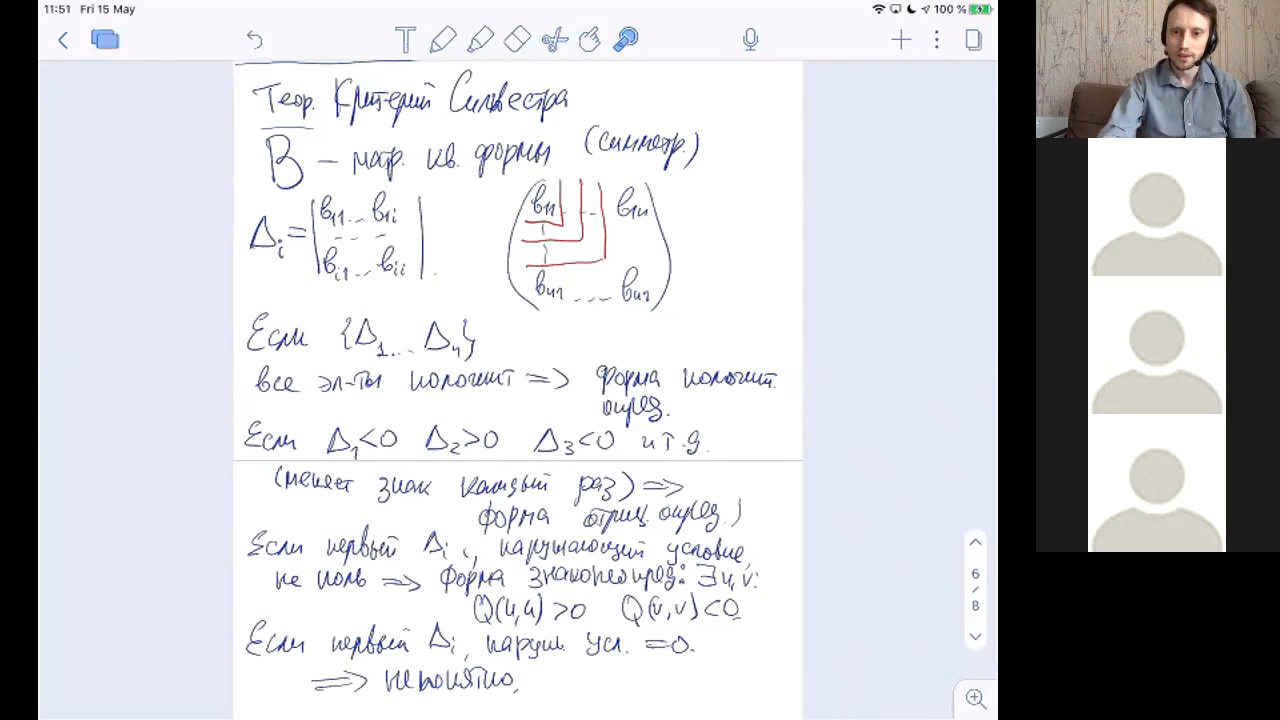 11:51 Fri 15 May
100 %
Теор. Критерий Сильвестра
B – матр. кв. формы (симметр.)
Δi = | b11 ... b1i |
| bi1 ... bii |
( b11 ... b1n )
( bn1 ... bnn )
Если {Δ1 ... Δn}
все эл-ты положит => форма положит.
опред.
Если Δ1<0 Δ2>0 Δ3<0 и т.д.
(меняет знак каждый раз) =>
форма отриц. опред.)
Если первый Δi, нарушающий условие,
не ноль => форма знаконеопред.: ∃u,v:
Q(u,u)>0 Q(v,v)<0.
Если первый Δi, наруш. усл. =0.
=> непонятно,
6
/
8